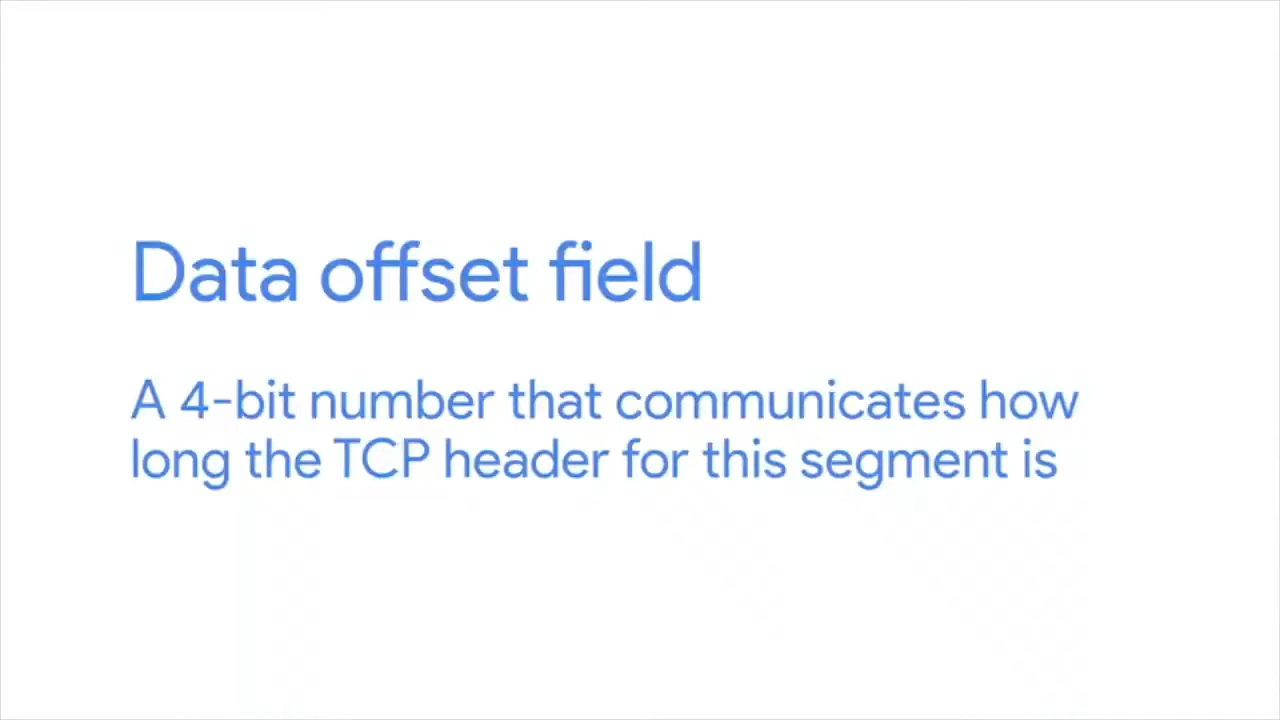 Data offset field
A 4-bit number that communicates how
long the TCP header for this segment is